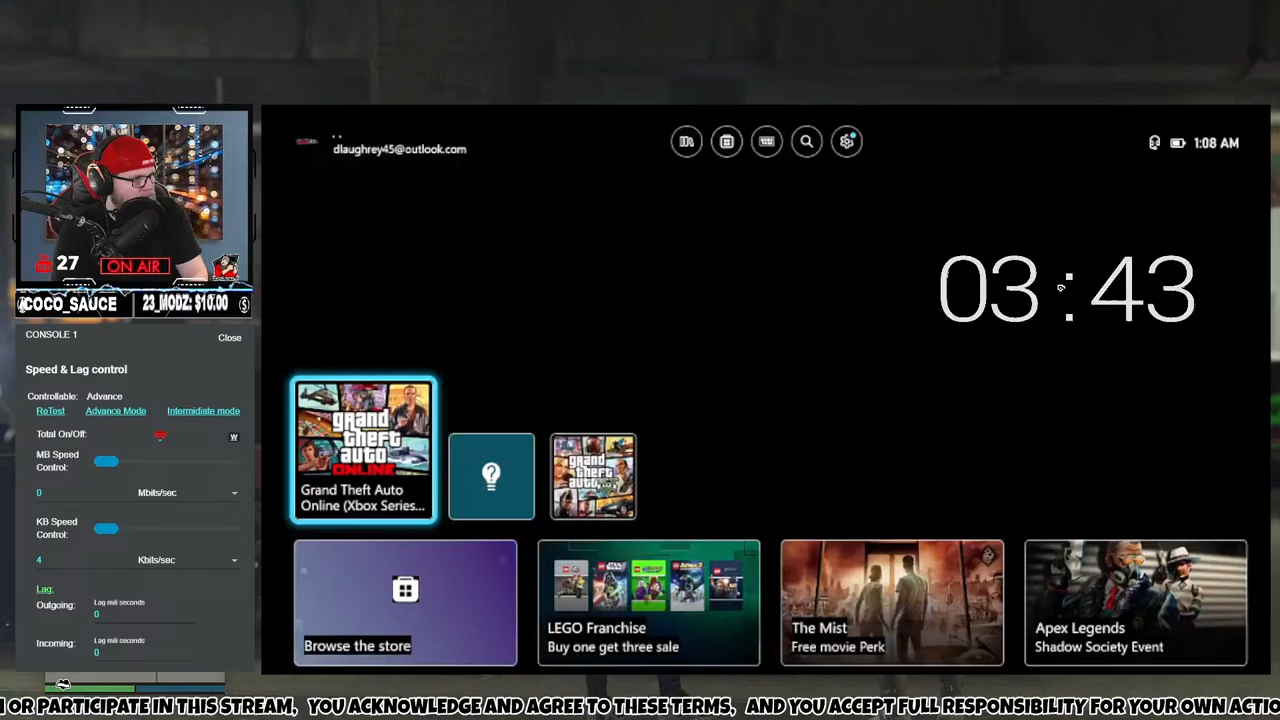 dlaughrey45@outlook.com
1:08 AM
03:43
27
ON AIR
COCO_SAUCE
23_MODZ: $10.00
CONSOLE 1
Close
Speed & Lag control
Controllable: Advance
ReTest Advance Mode Intermidiate mode
Total On/Off:
W
MB Speed
Control:
0 Mbits/sec
KB Speed
Control:
4 Kbits/sec
Lag:
Outgoing: Lag mili seconds
0
Incoming: Lag mili seconds
0
grand
theft
auto
ONLINE
Grand Theft Auto
Online (Xbox Series...
grand
theft
auto
Browse the store
LEGO Franchise
Buy one get three sale
The Mist
Free movie Perk
Apex Legends
Shadow Society Event
OR PARTICIPATE IN THIS STREAM, YOU ACKNOWLEDGE AND AGREE TO THESE TERMS, AND YOU ACCEPT FULL RESPONSIBILITY FOR YOUR OWN ACTIO